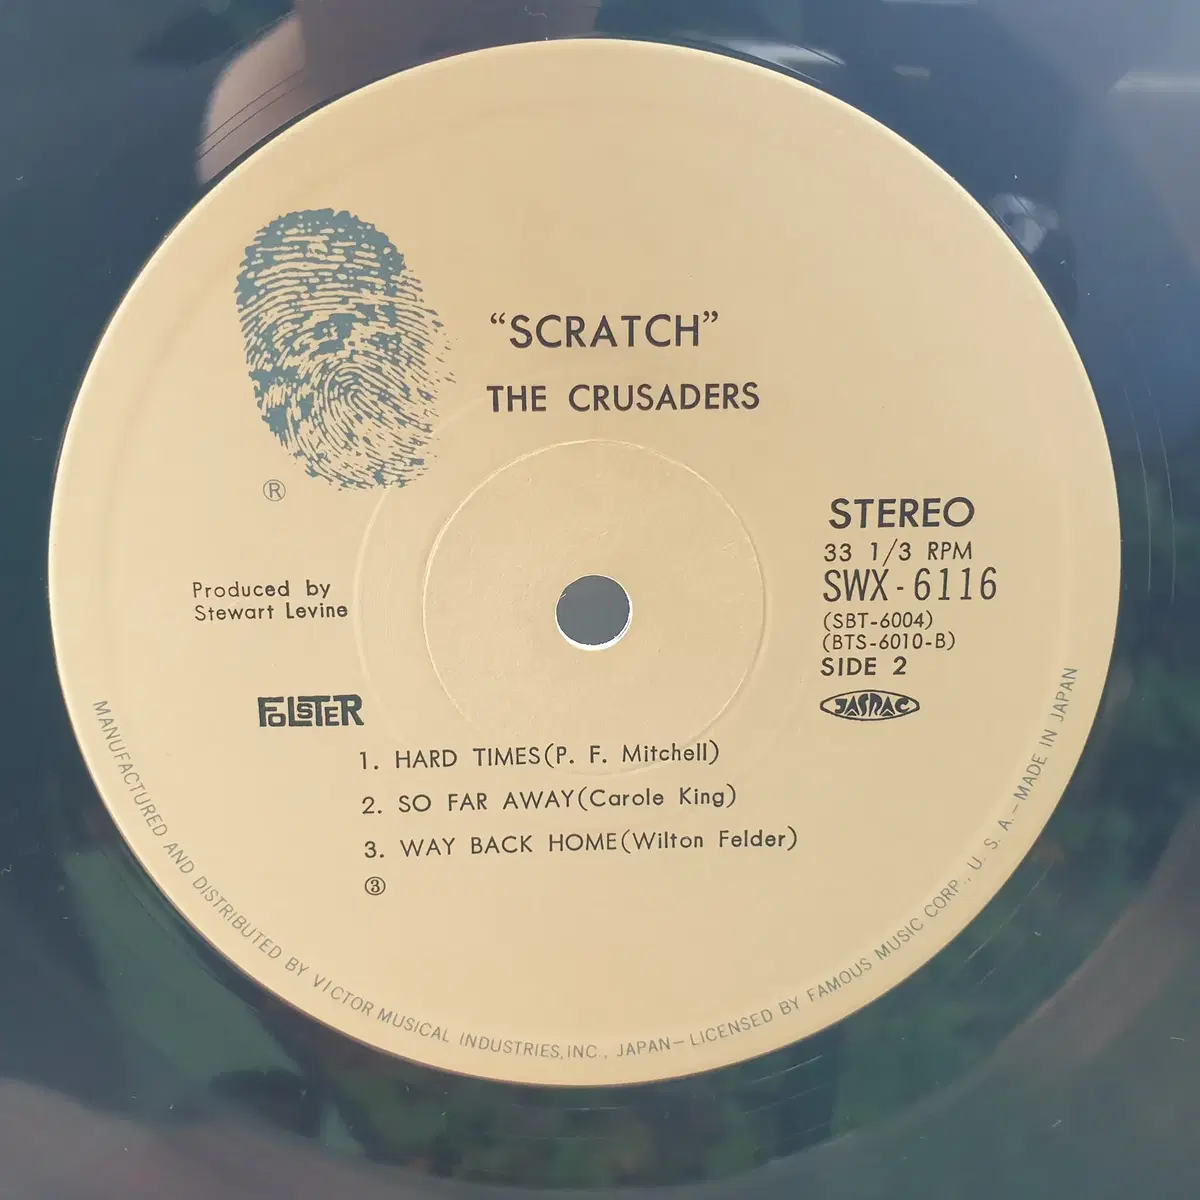 “SCRATCH”
THE CRUSADERS
®
STEREO
33 1/3 RPM
SWX-6116
(SBT-6004)
(BTS-6010-B)
SIDE 2
JASRAC
Produced by
Stewart Levine
FOLSTER
1. HARD TIMES(P. F. Mitchell)
2. SO FAR AWAY(Carole King)
3. WAY BACK HOME(Wilton Felder)
③
MANUFACTURED AND DISTRIBUTED BY VICTOR MUSICAL INDUSTRIES, INC., JAPAN—LICENSED BY FAMOUS MUSIC CORP., U. S. A.—MADE IN JAPAN